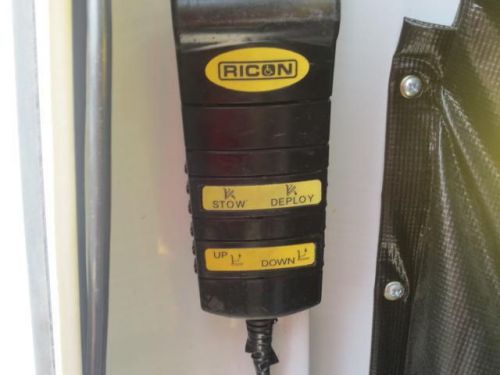 RICON
STOW DEPLOY
UP DOWN